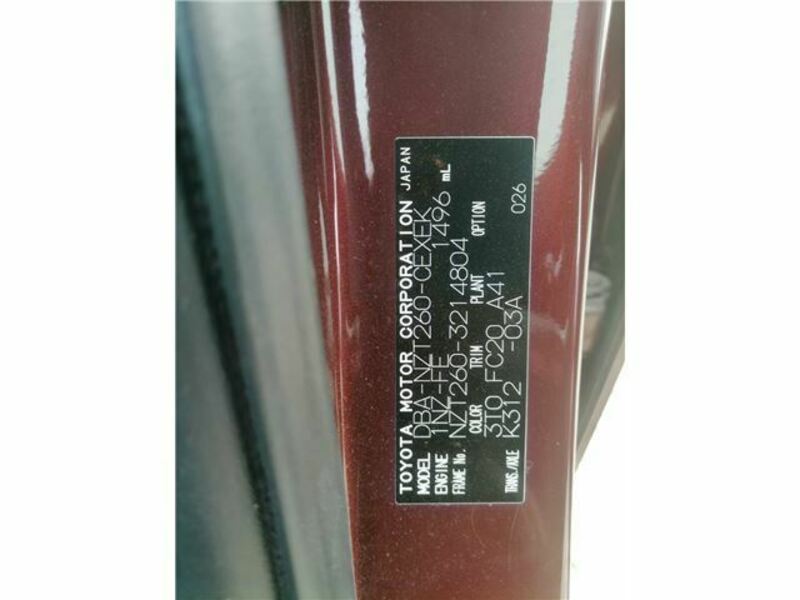 TOYOTA MOTOR CORPORATION JAPAN
MODEL DBA-NZT260-CEXEK
ENGINE 1NZ-FE 1496 mL
FRAME No. NZT260-3214804
COLOR TRIM PLANT OPTION
3T0 FC20 A41
TRANS./AXLE K312 -03A 026